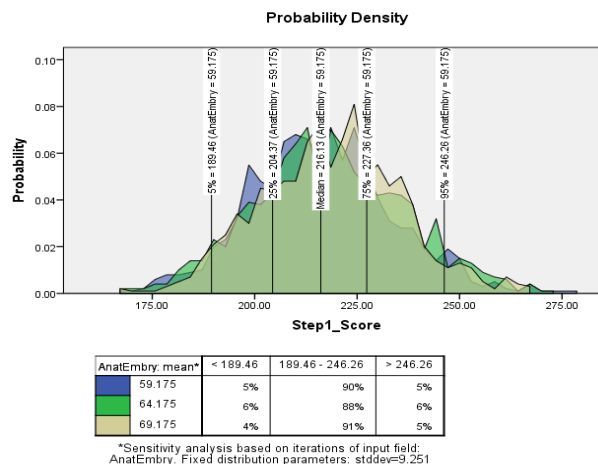 Probability Density
Probability
0.10
0.08
0.06
0.04
0.02
0.00
5% = 189.46 (AnatEmbry = 59.175)
25% = 204.37 (AnatEmbry = 59.175)
Median = 216.13 (AnatEmbry = 59.175)
75% = 227.36 (AnatEmbry = 59.175)
95% = 246.26 (AnatEmbry = 59.175)
175.00 200.00 225.00 250.00 275.00
Step1_Score
AnatEmbry: mean* < 189.46 189.46 - 246.26 > 246.26
59.175 5% 90% 5%
64.175 6% 88% 6%
69.175 4% 91% 5%
*Sensitivity analysis based on iterations of input field:
AnatEmbry. Fixed distribution parameters: stddev=9.251